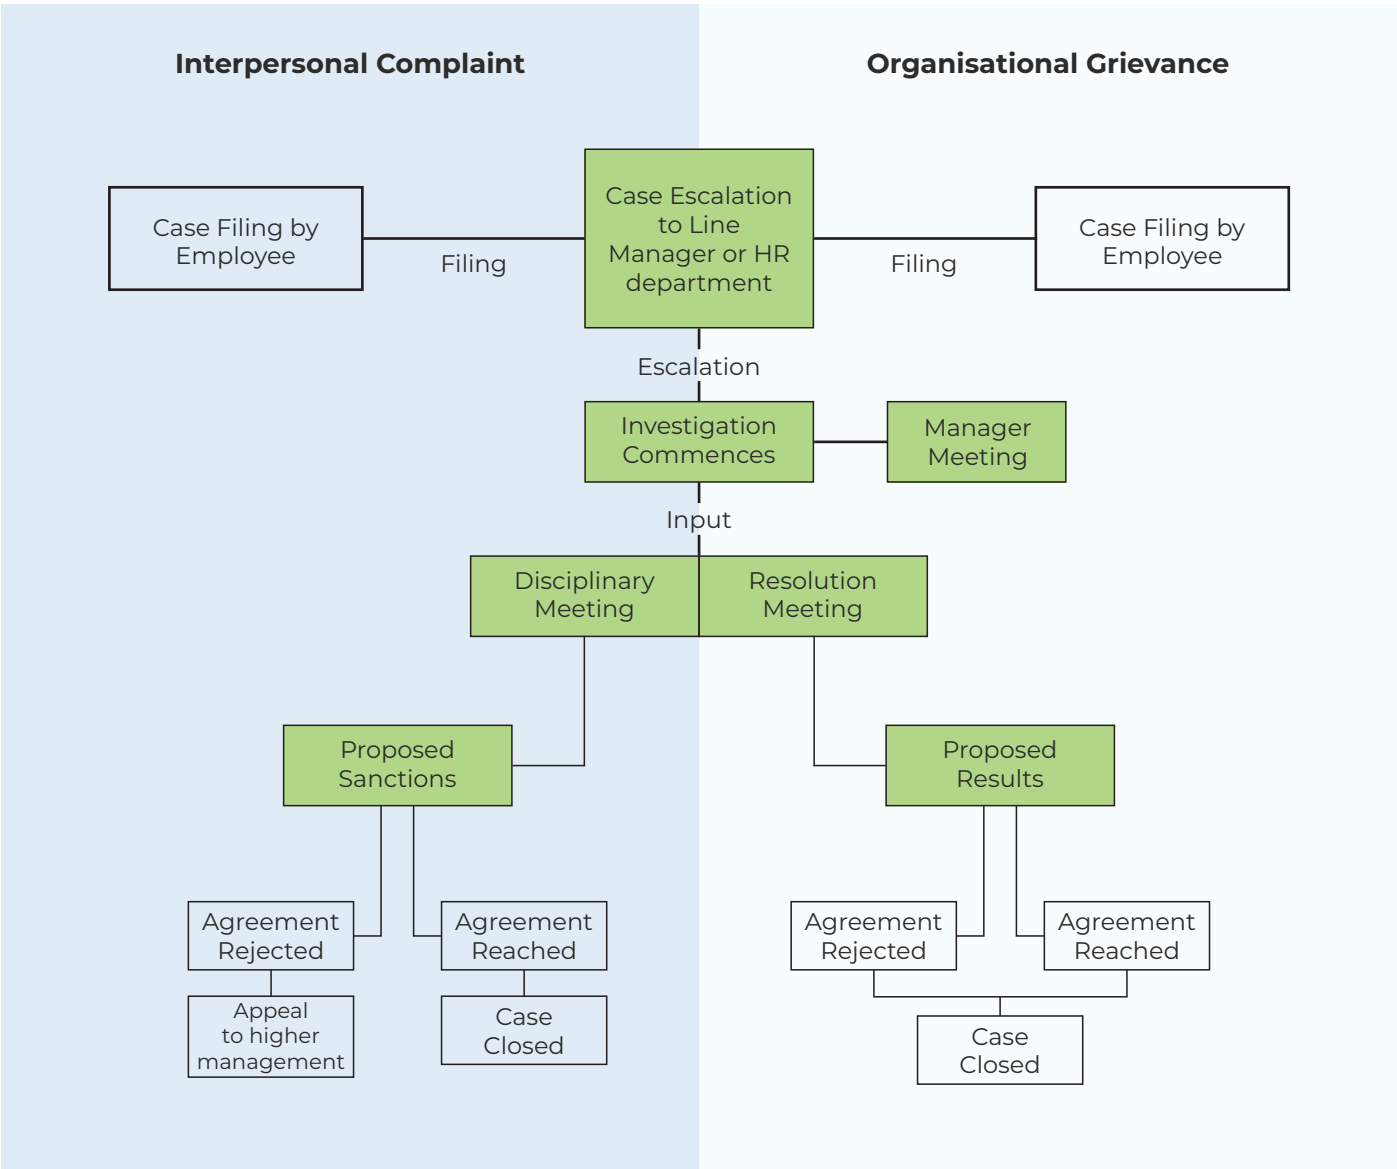 Interpersonal Complaint
Organisational Grievance
Case Filing by
Employee
Filing
Case Escalation
to Line
Manager or HR
department
Filing
Case Filing by
Employee
Escalation
Investigation
Commences
Manager
Meeting
Input
Disciplinary
Meeting
Resolution
Meeting
Proposed
Sanctions
Proposed
Results
Agreement
Rejected
Agreement
Reached
Agreement
Rejected
Agreement
Reached
Appeal
to higher
management
Case
Closed
Case
Closed